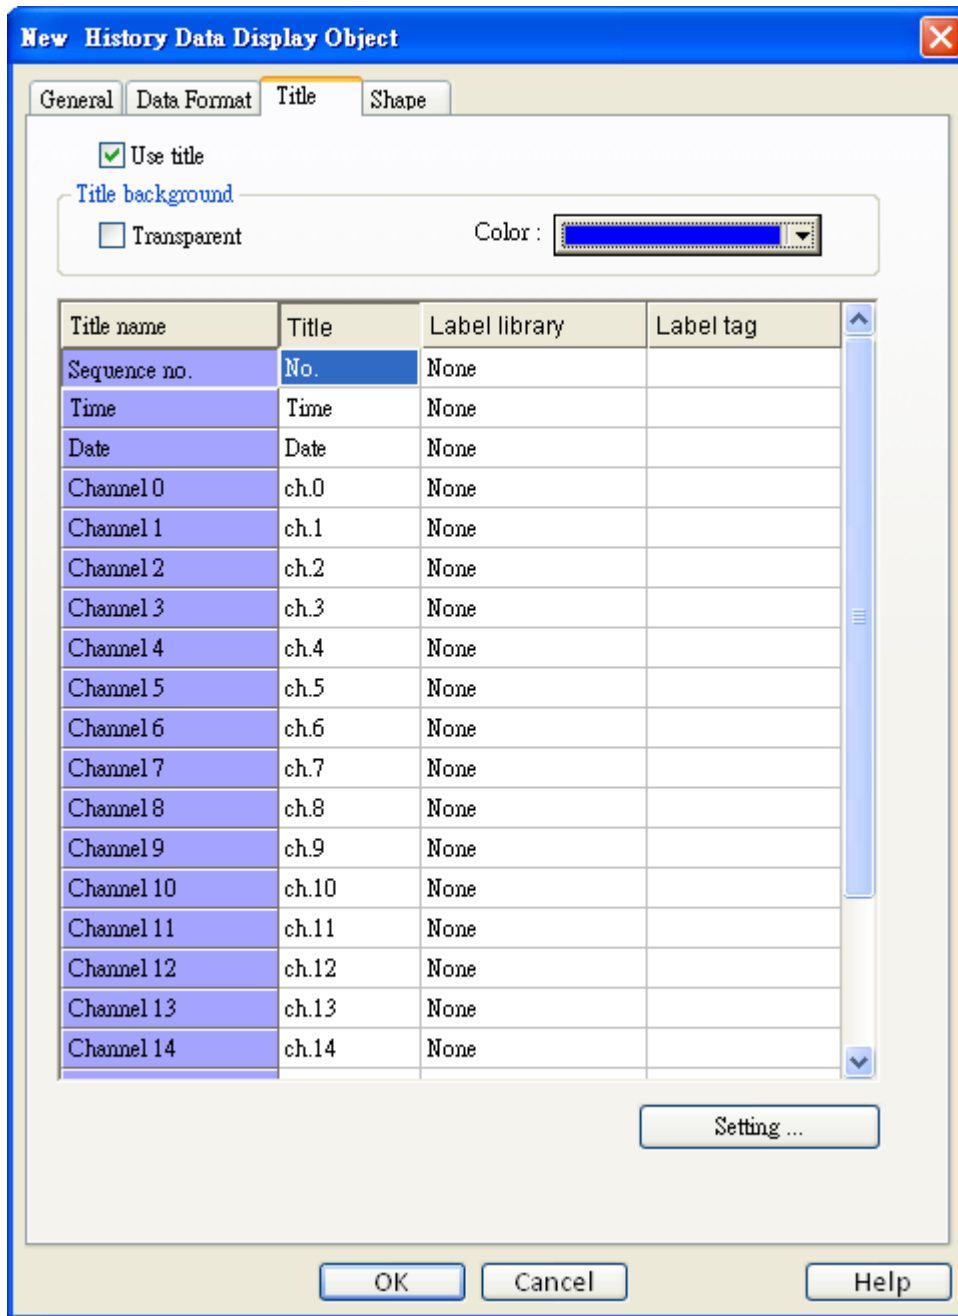 New History Data Display Object
General Data Format Title Shape
Use title
Title background
Transparent Color :
Title name Title Label library Label tag
Sequence no. No. None
Time Time None
Date Date None
Channel 0 ch.0 None
Channel 1 ch.1 None
Channel 2 ch.2 None
Channel 3 ch.3 None
Channel 4 ch.4 None
Channel 5 ch.5 None
Channel 6 ch.6 None
Channel 7 ch.7 None
Channel 8 ch.8 None
Channel 9 ch.9 None
Channel 10 ch.10 None
Channel 11 ch.11 None
Channel 12 ch.12 None
Channel 13 ch.13 None
Channel 14 ch.14 None
Setting ...
OK Cancel Help